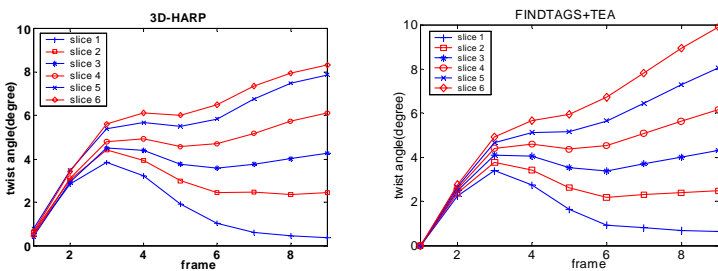 3D-HARP
10
8
6
4
2
0
2
4
6
8
twist angle(degree)
frame
slice 1
slice 2
slice 3
slice 4
slice 5
slice 6
FINDTAGS+TEA
10
8
6
4
2
0
2
4
6
8
twist angle(degree)
frame
slice 1
slice 2
slice 3
slice 4
slice 5
slice 6